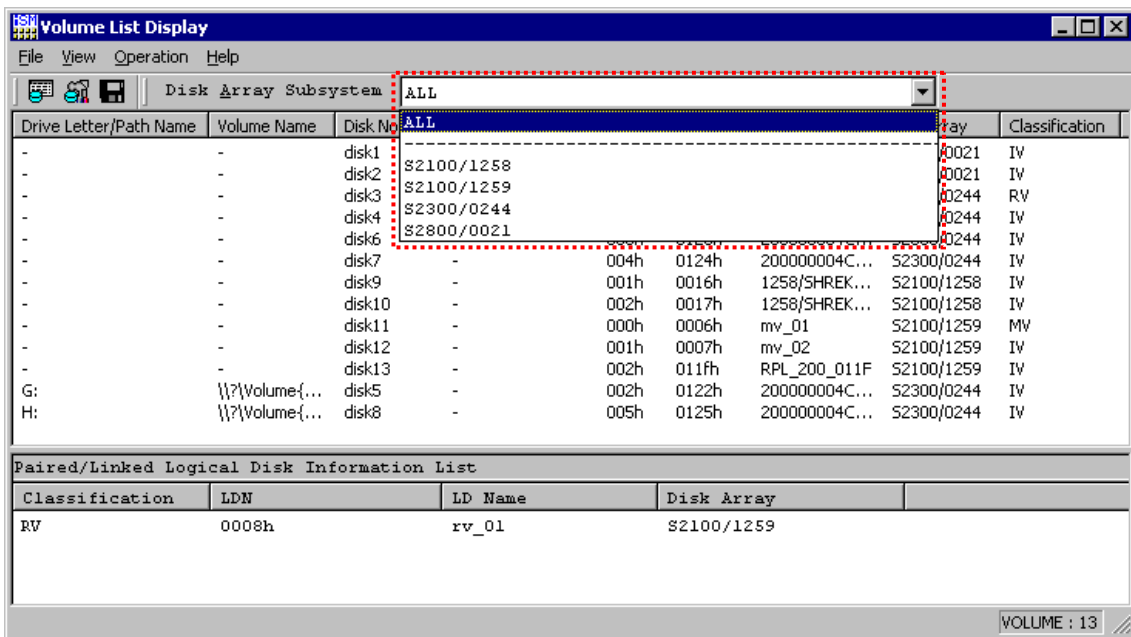 Volume List Display
File View Operation Help
Disk Array Subsystem ALL
Drive Letter/Path Name Volume Name Disk No ALL ray Classification
- - disk1 /0021 IV
- - disk2 S2100/1258 /0021 IV
- - disk3 S2100/1259 /0244 RV
- - disk4 S2300/0244 /0244 IV
- - disk6 S2800/0021 /0244 IV
- - disk7 - 004h 0124h 200000004C... S2300/0244 IV
- - disk9 - 001h 0016h 1258/SHREK... S2100/1258 IV
- - disk10 - 002h 0017h 1258/SHREK... S2100/1258 IV
- - disk11 - 000h 0006h mv_01 S2100/1259 MV
- - disk12 - 001h 0007h mv_02 S2100/1259 IV
- - disk13 - 002h 011fh RPL_200_011F S2100/1259 IV
G: \\?\Volume{... disk5 - 002h 0122h 200000004C... S2300/0244 IV
H: \\?\Volume{... disk8 - 005h 0125h 200000004C... S2300/0244 IV
Paired/Linked Logical Disk Information List
Classification LDN LD Name Disk Array
RV 0008h rv_01 S2100/1259
VOLUME : 13